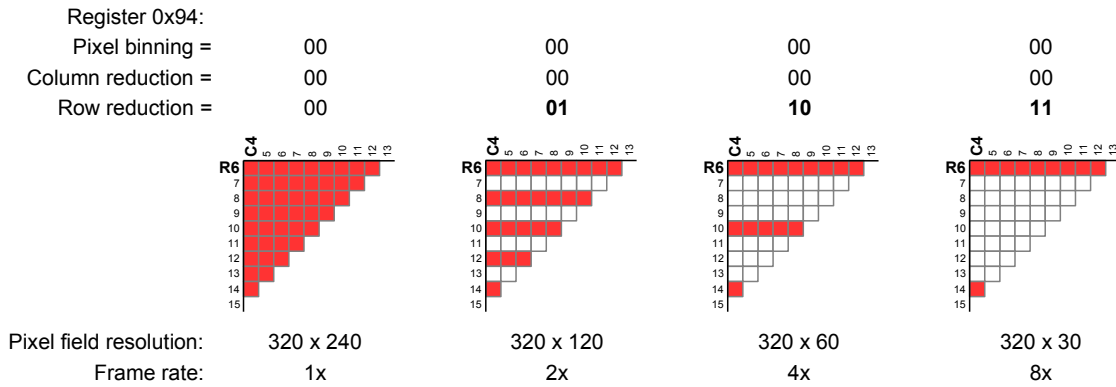 Register 0x94:
Pixel binning = 00 00 00 00
Column reduction = 00 00 00 00
Row reduction = 00 01 10 11
C4 5 6 7 8 9 10 11 12 13 C4 5 6 7 8 9 10 11 12 13 C4 5 6 7 8 9 10 11 12 13 C4 5 6 7 8 9 10 11 12 13
R6 R6 R6 R6
7 7 7 7
8 8 8 8
9 9 9 9
10 10 10 10
11 11 11 11
12 12 12 12
13 13 13 13
14 14 14 14
15 15 15 15
Pixel field resolution: 320 x 240 320 x 120 320 x 60 320 x 30
Frame rate: 1x 2x 4x 8x